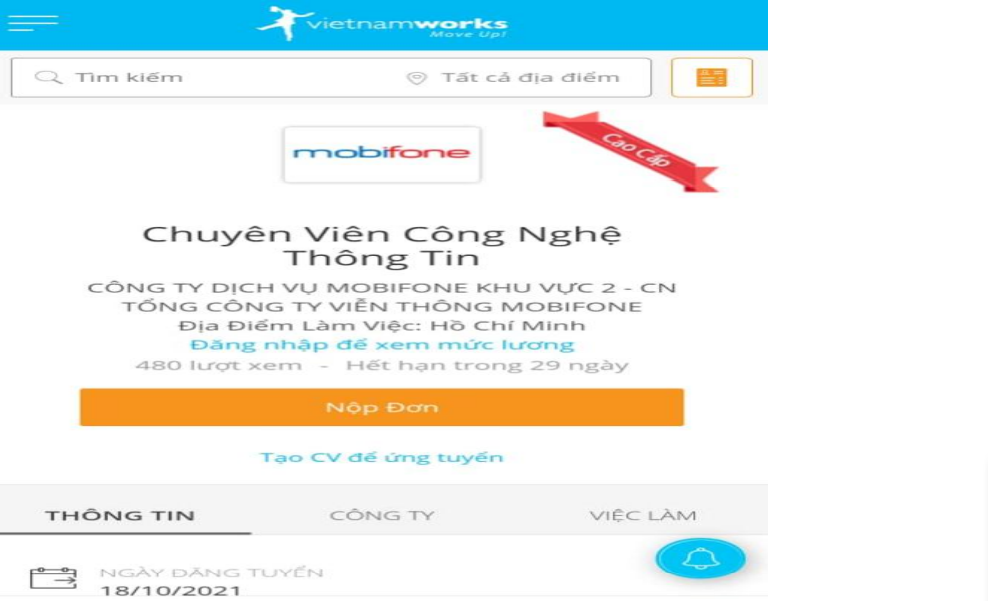 vietnamworks
Move Up!
Tìm kiếm
Tất cả địa điểm
mobifone
Cao Cấp
Chuyên Viên Công Nghệ
Thông Tin
CÔNG TY DỊCH VỤ MOBIFONE KHU VỰC 2 - CN
TỔNG CÔNG TY VIỄN THÔNG MOBIFONE
Địa Điểm Làm Việc: Hồ Chí Minh
Đăng nhập để xem mức lương
480 lượt xem - Hết hạn trong 29 ngày
Nộp Đơn
Tạo CV để ứng tuyển
THÔNG TIN
CÔNG TY
VIỆC LÀM
NGÀY ĐĂNG TUYỂN
18/10/2021